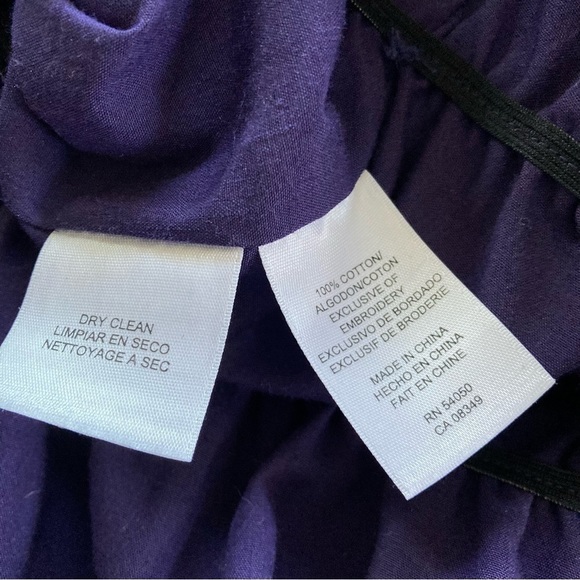 DRY CLEAN
LIMPIAR EN SECO
NETTOYAGE A SEC
100% COTTON/
ALGODON/COTON
EXCLUSIVE OF
EMBROIDERY
EXCLUSIVO DE BORDADO
EXCLUSIF DE BRODERIE
MADE IN CHINA
HECHO EN CHINA
FAIT EN CHINE
RN 54050
CA 08349